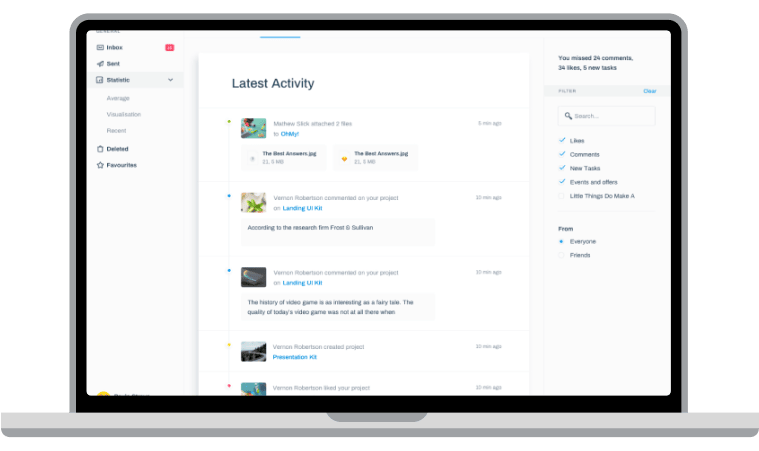 GENERAL
Inbox
Sent
Statistic
Average
Visualisation
Recent
Deleted
Favourites
Latest Activity
Mathew Slick attached 2 files
to OhMy!
5 min ago
The Best Answers.jpg
21, 5 MB
The Best Answers.jpg
21, 5 MB
Vernon Robertson commented on your project
on Landing UI Kit
10 min ago
According to the research firm Frost & Sullivan
Vernon Robertson commented on your project
on Landing UI Kit
10 min ago
The history of video game is as interesting as a fairy tale. The
quality of today's video game was not at all there when
Vernon Robertson created project
Presentation Kit
10 min ago
Vernon Robertson liked your project
10 min ago
You missed 24 comments,
34 likes, 5 new tasks
FILTER
Clear
Search...
Likes
Comments
New Tasks
Events and offers
Little Things Do Make A
From
Everyone
Friends